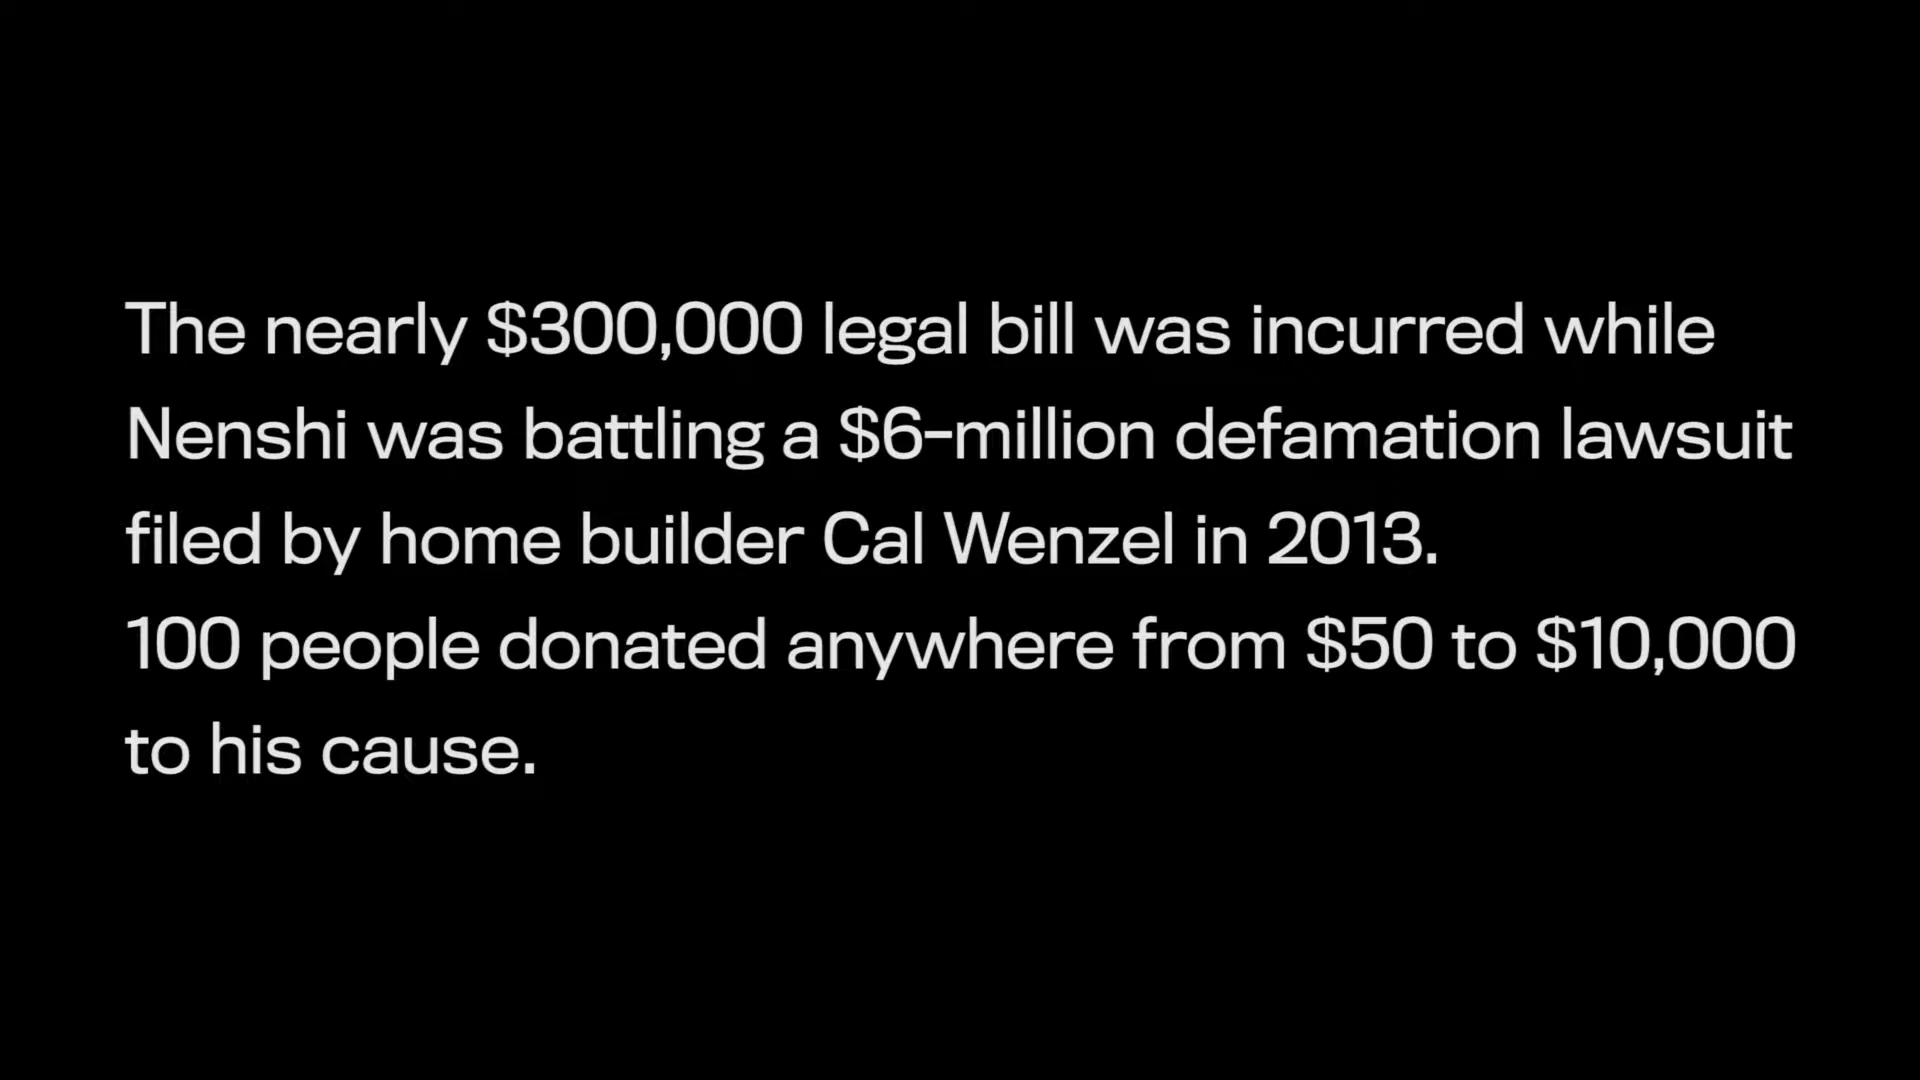 The nearly $300,000 legal bill was incurred while
Nenshi was battling a $6-million defamation lawsuit
filed by home builder Cal Wenzel in 2013.
100 people donated anywhere from $50 to $10,000
to his cause.